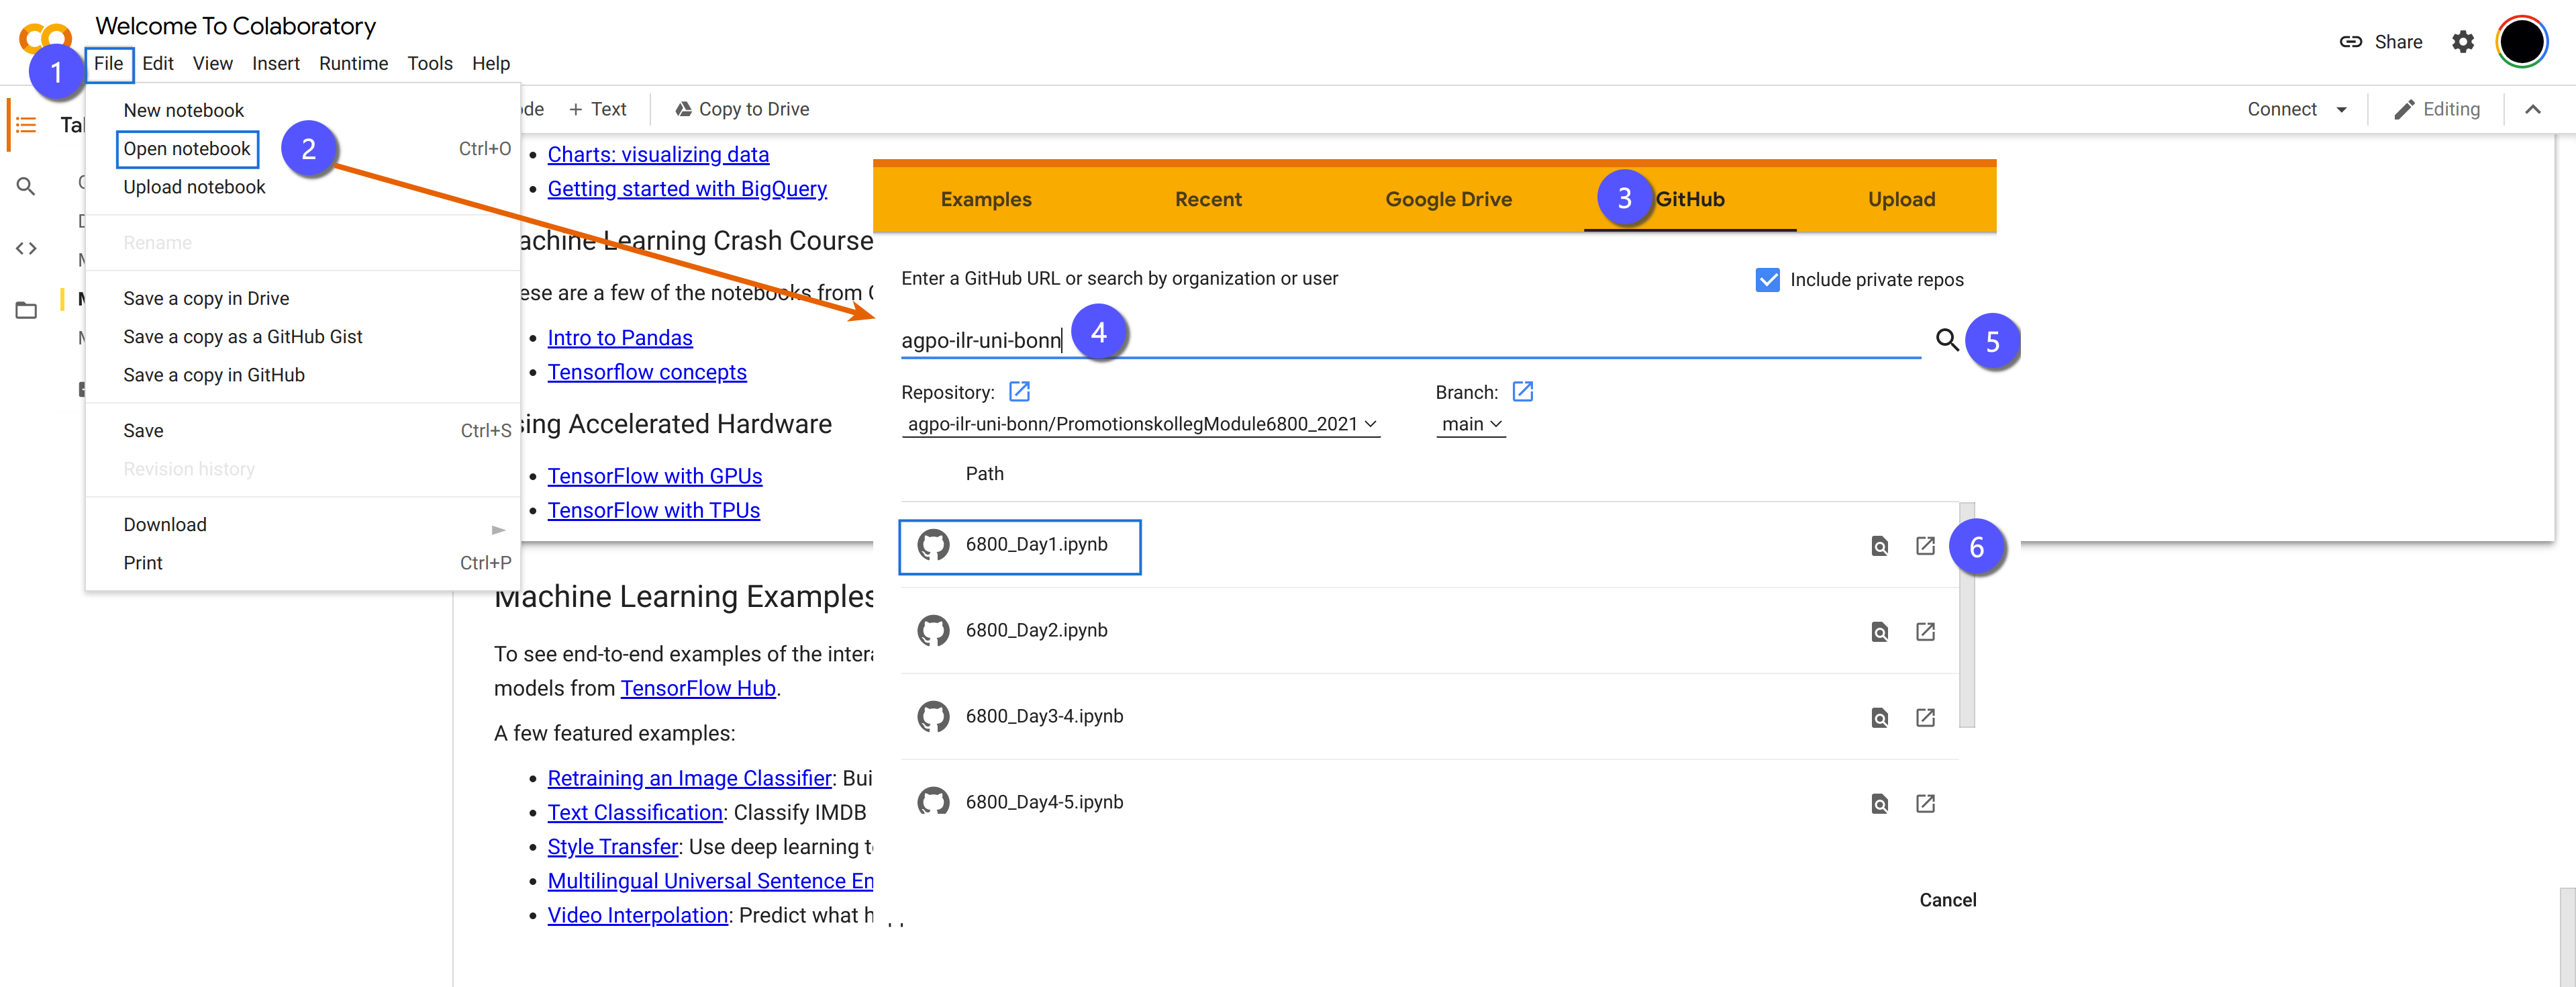 Welcome To Colaboratory
1 File Edit View Insert Runtime Tools Help
Share
New notebook
Open notebook Ctrl+O
2
Upload notebook
Rename
Save a copy in Drive
Save a copy as a GitHub Gist
Save a copy in GitHub
Save Ctrl+S
Revision history
Download
Print Ctrl+P
+ Text Copy to Drive
Connect Editing
Charts: visualizing data
Getting started with BigQuery
achine Learning Crash Course
ese are a few of the notebooks from
Intro to Pandas
Tensorflow concepts
ing Accelerated Hardware
TensorFlow with GPUs
TensorFlow with TPUs
Machine Learning Examples
To see end-to-end examples of the inter
models from TensorFlow Hub.
A few featured examples:
Retraining an Image Classifier: Bui
Text Classification: Classify IMDB
Style Transfer: Use deep learning t
Multilingual Universal Sentence En
Video Interpolation: Predict what h
Examples Recent Google Drive 3 GitHub Upload
Enter a GitHub URL or search by organization or user
Include private repos
agpo-ilr-uni-bonn 4
5
Repository: Branch:
agpo-ilr-uni-bonn/PromotionskollegModule6800_2021 main
Path
6800_Day1.ipynb
6
6800_Day2.ipynb
6800_Day3-4.ipynb
6800_Day4-5.ipynb
Cancel